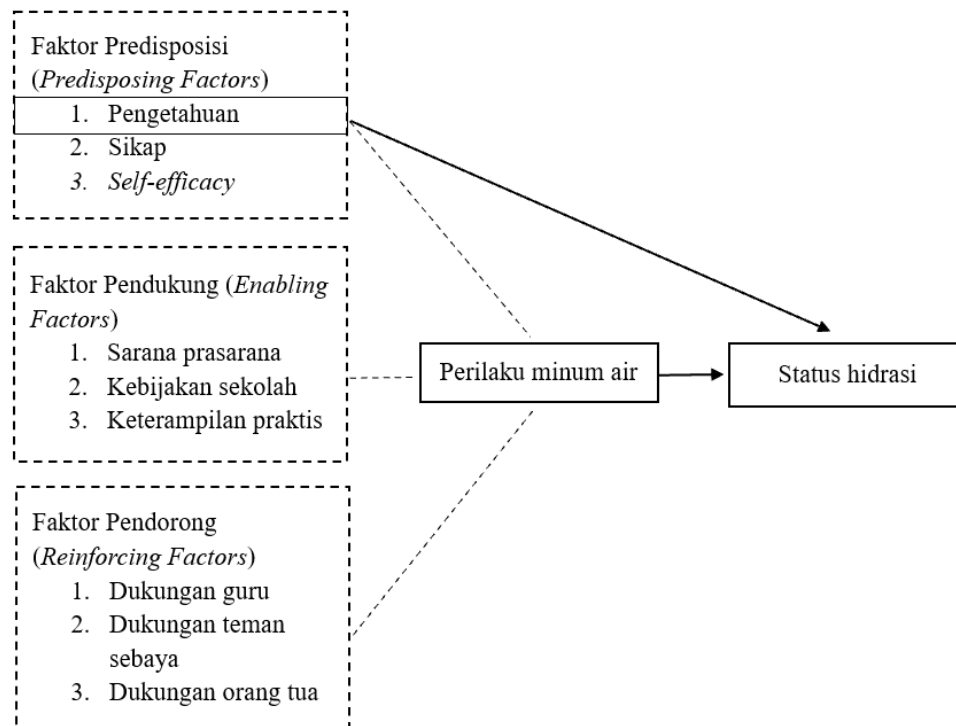 Faktor Predisposisi
(Predisposing Factors)
1. Pengetahuan
2. Sikap
3. Self-efficacy
Faktor Pendukung (Enabling
Factors)
1. Sarana prasarana
2. Kebijakan sekolah
3. Keterampilan praktis
Perilaku minum air
Status hidrasi
Faktor Pendorong
(Reinforcing Factors)
1. Dukungan guru
2. Dukungan teman
sebaya
3. Dukungan orang tua